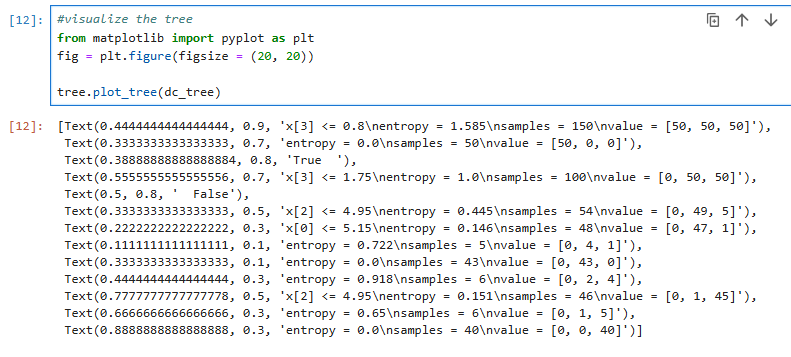 [12]: #visualize the tree
from matplotlib import pyplot as plt
fig = plt.figure(figsize = (20, 20))
tree.plot_tree(dc_tree)
[12]: [Text(0.4444444444444444, 0.9, 'x[3] <= 0.8\nentropy = 1.585\nsamples = 150\nvalue = [50, 50, 50]'),
Text(0.3333333333333333, 0.7, 'entropy = 0.0\nsamples = 50\nvalue = [50, 0, 0]'),
Text(0.38888888888888884, 0.8, 'True  '),
Text(0.5555555555555556, 0.7, 'x[3] <= 1.75\nentropy = 1.0\nsamples = 100\nvalue = [0, 50, 50]'),
Text(0.5, 0.8, '  False'),
Text(0.3333333333333333, 0.5, 'x[2] <= 4.95\nentropy = 0.445\nsamples = 54\nvalue = [0, 49, 5]'),
Text(0.2222222222222222, 0.3, 'x[0] <= 5.15\nentropy = 0.146\nsamples = 48\nvalue = [0, 47, 1]'),
Text(0.1111111111111111, 0.1, 'entropy = 0.722\nsamples = 5\nvalue = [0, 4, 1]'),
Text(0.3333333333333333, 0.1, 'entropy = 0.0\nsamples = 43\nvalue = [0, 43, 0]'),
Text(0.4444444444444444, 0.3, 'entropy = 0.918\nsamples = 6\nvalue = [0, 2, 4]'),
Text(0.7777777777777778, 0.5, 'x[2] <= 4.95\nentropy = 0.151\nsamples = 46\nvalue = [0, 1, 45]'),
Text(0.6666666666666666, 0.3, 'entropy = 0.65\nsamples = 6\nvalue = [0, 1, 5]'),
Text(0.8888888888888888, 0.3, 'entropy = 0.0\nsamples = 40\nvalue = [0, 0, 40]')]